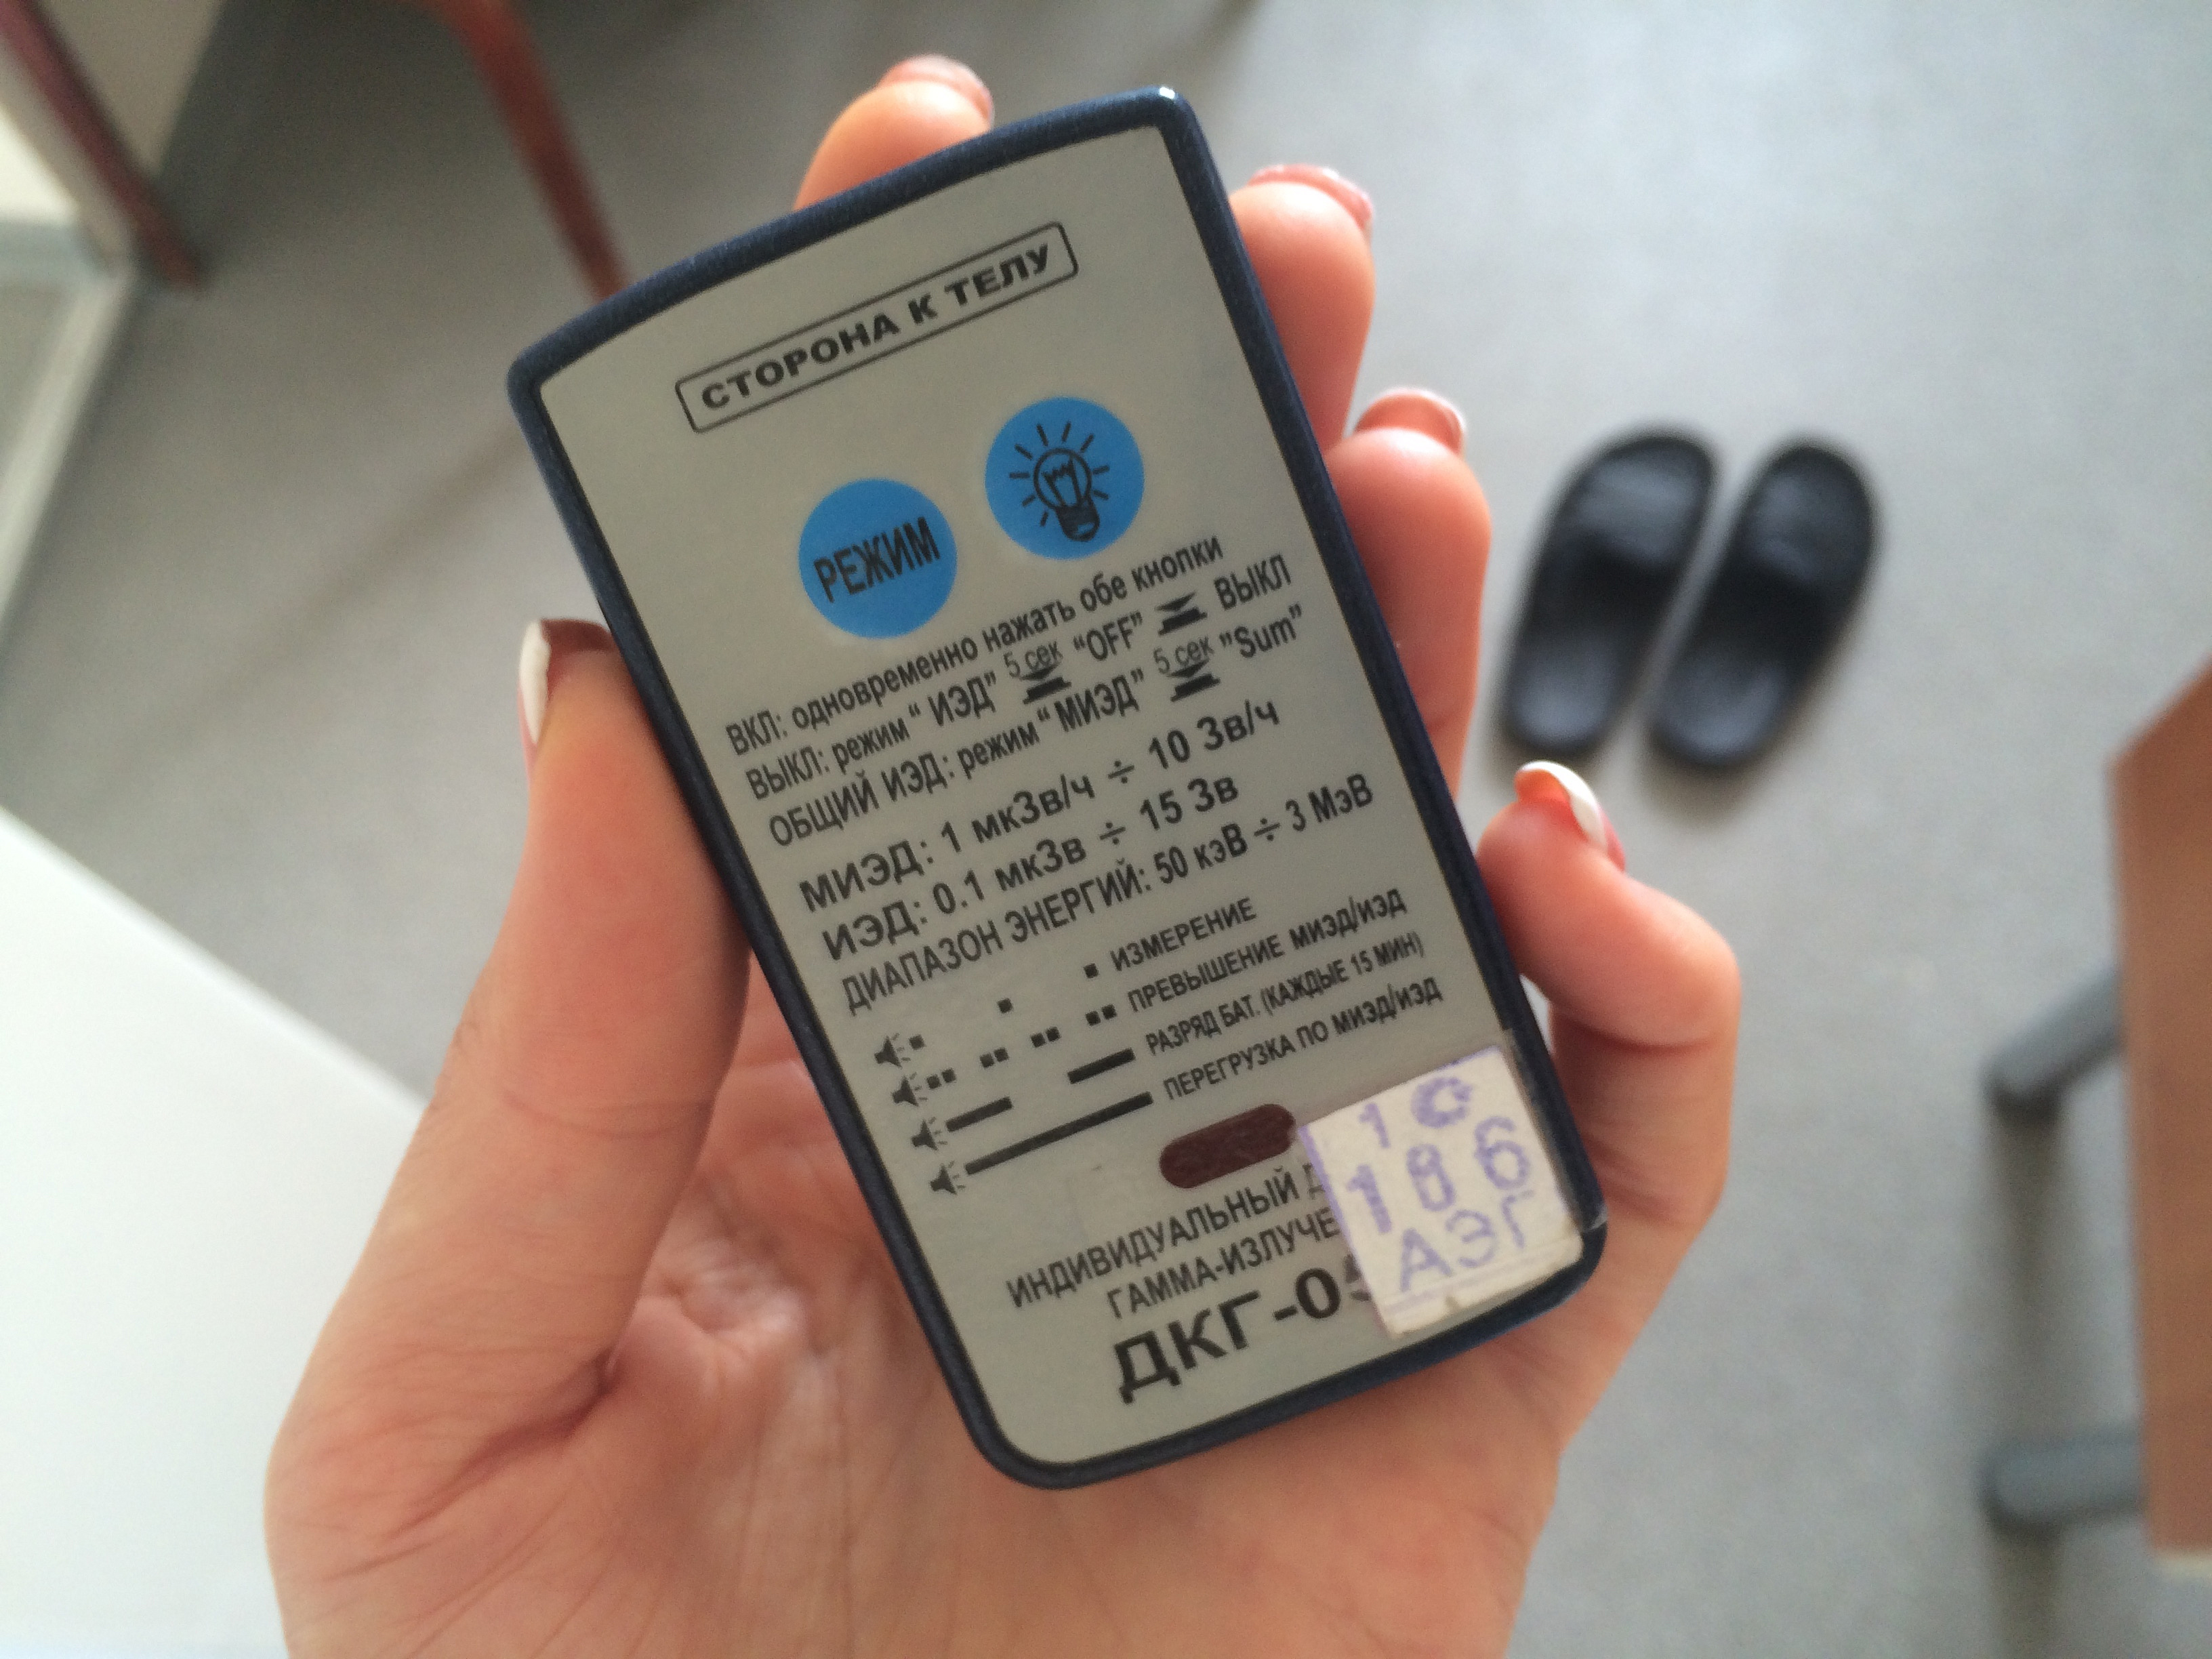 СТОРОНА К ТЕЛУ
РЕЖИМ
ВКЛ: одновременно нажать обе кнопки
ВЫКЛ: режим “ ИЭД” 5 сек “OFF” ВЫКЛ
ОБЩИЙ ИЭД: режим “ МИЭД” 5 сек ”Sum”
МИЭД: 1 мкЗв/ч ÷ 10 Зв/ч
ИЭД: 0.1 мкЗв ÷ 15 Зв
ДИАПАЗОН ЭНЕРГИЙ: 50 кэВ ÷ 3 МэВ
ИЗМЕРЕНИЕ
ПРЕВЫШЕНИЕ МИЭД/ИЭД
РАЗРЯД БАТ. (КАЖДЫЕ 15 МИН)
ПЕРЕГРУЗКА ПО МИЭД/ИЭД
ИНДИВИДУАЛЬНЫЙ
ГАММА-ИЗЛУЧЕ
ДКГ-05
186
АЭГ